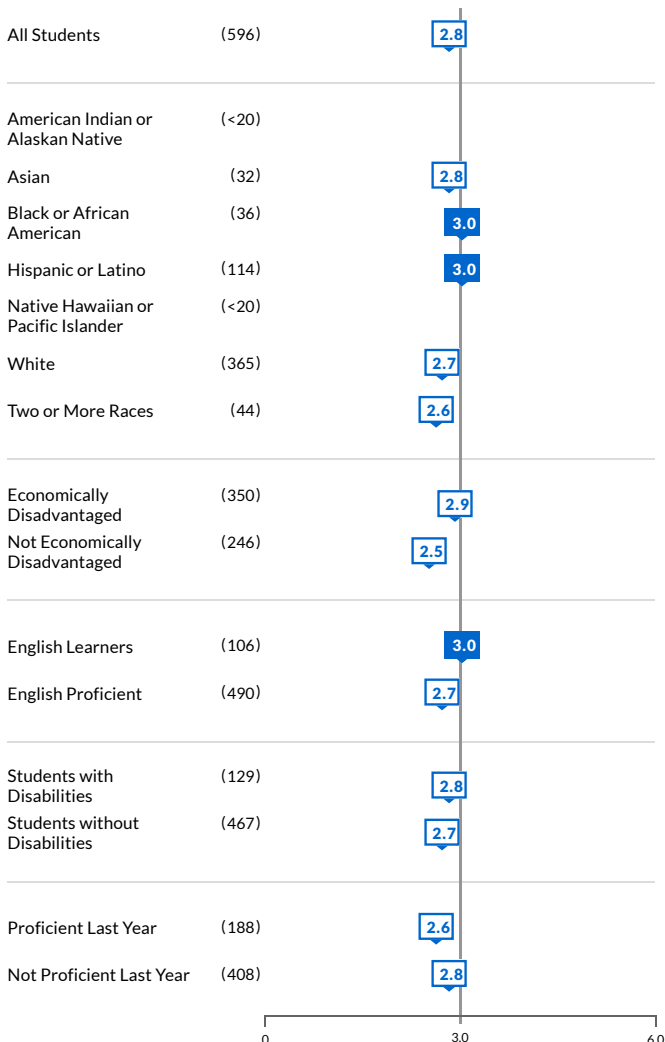 All Students (596) 2.8
American Indian or (<20)
Alaskan Native
Asian (32) 2.8
Black or African (36) 3.0
American
Hispanic or Latino (114) 3.0
Native Hawaiian or (<20)
Pacific Islander
White (365) 2.7
Two or More Races (44) 2.6
Economically (350) 2.9
Disadvantaged
Not Economically (246) 2.5
Disadvantaged
English Learners (106) 3.0
English Proficient (490) 2.7
Students with (129) 2.8
Disabilities
Students without (467) 2.7
Disabilities
Proficient Last Year (188) 2.6
Not Proficient Last Year (408) 2.8
0 3.0 6.0